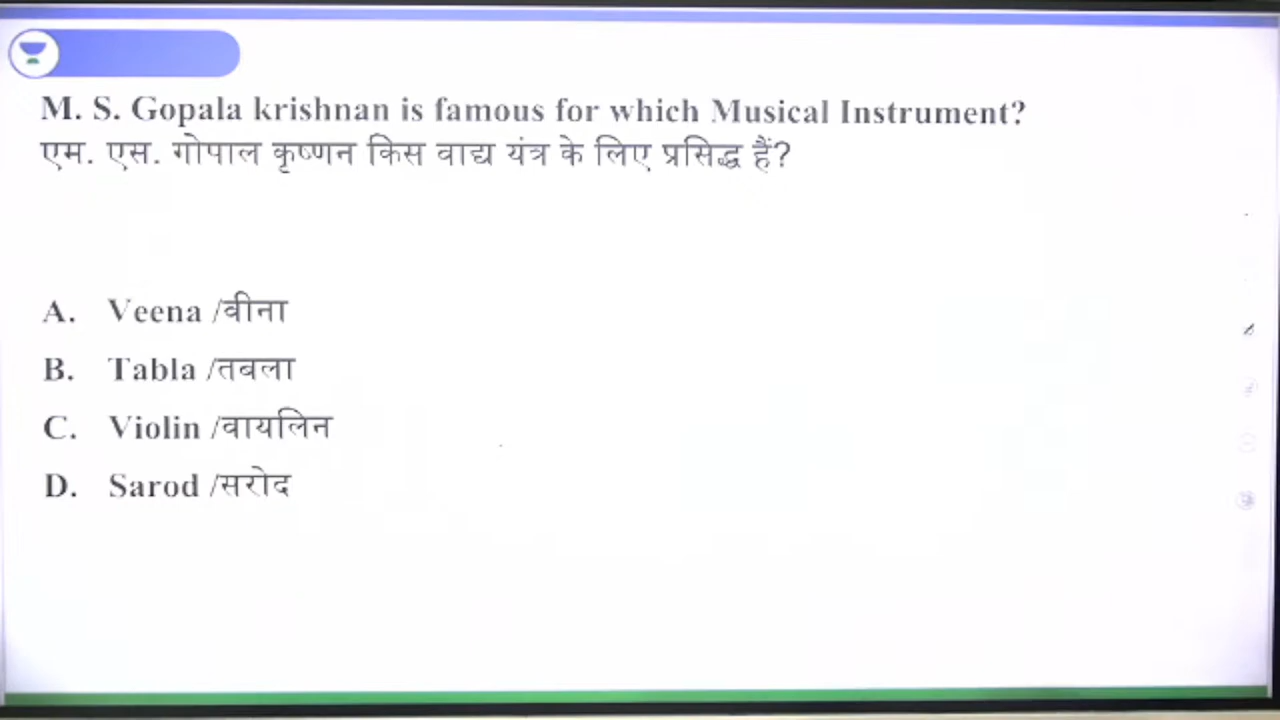 M. S. Gopala krishnan is famous for which Musical Instrument?
एम. एस. गोपाल कृष्णन किस वाद्य यंत्र के लिए प्रसिद्ध हैं?
A. Veena /वीना
B. Tabla /तबला
C. Violin /वायलिन
D. Sarod /सरोद